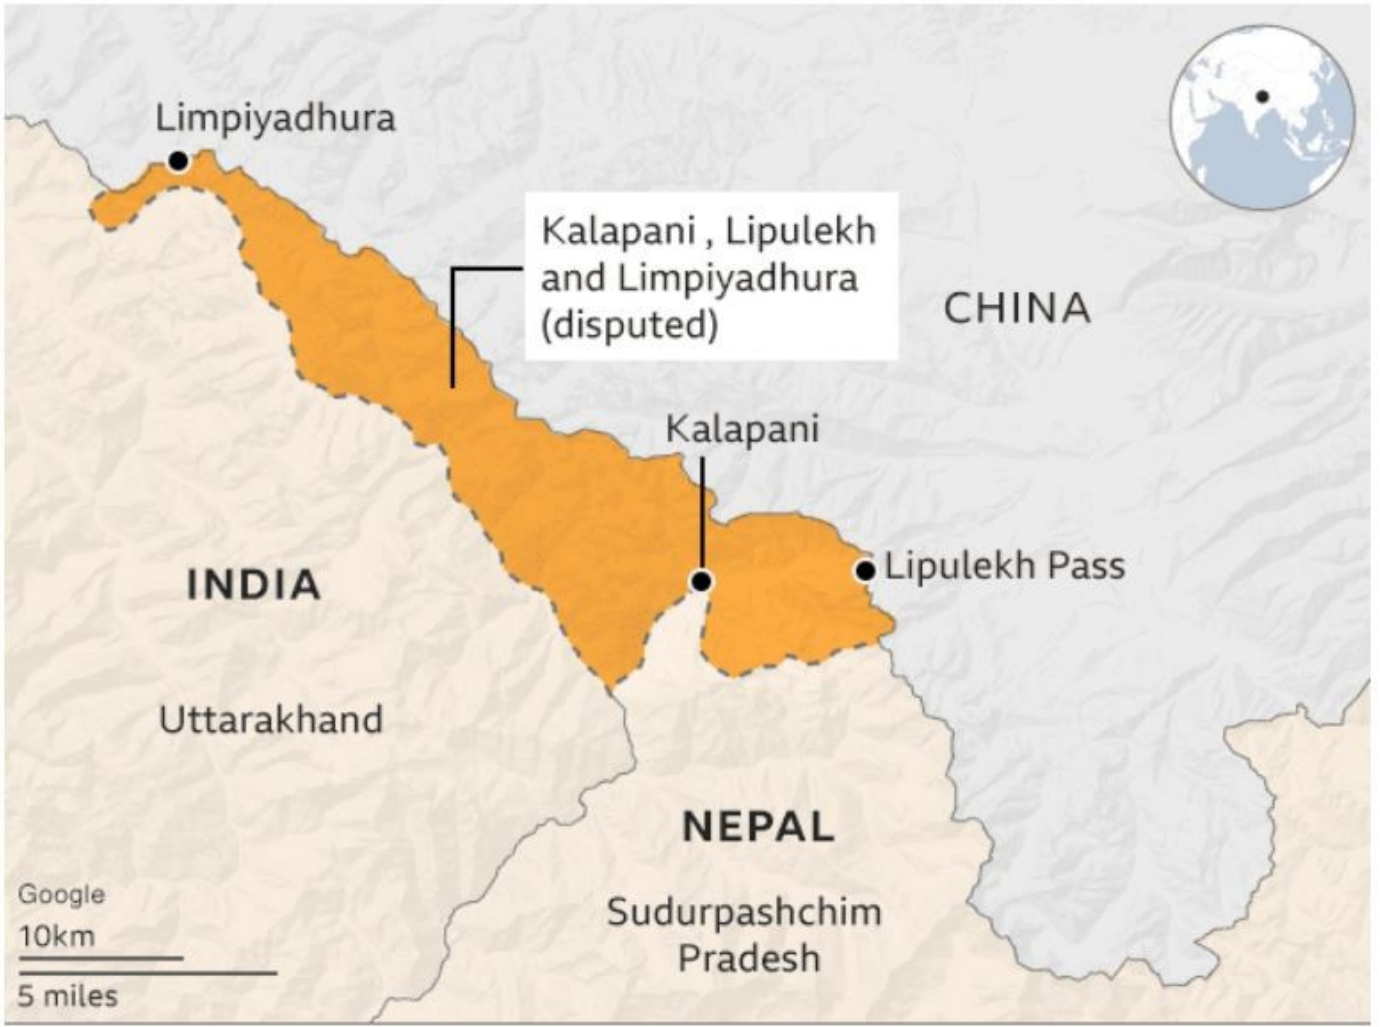 Limpiyadhura
Kalapani , Lipulekh
and Limpiyadhura
(disputed)
CHINA
Kalapani
Lipulekh Pass
INDIA
Uttarakhand
NEPAL
Sudurpashchim
Pradesh
Google
10km
5 miles